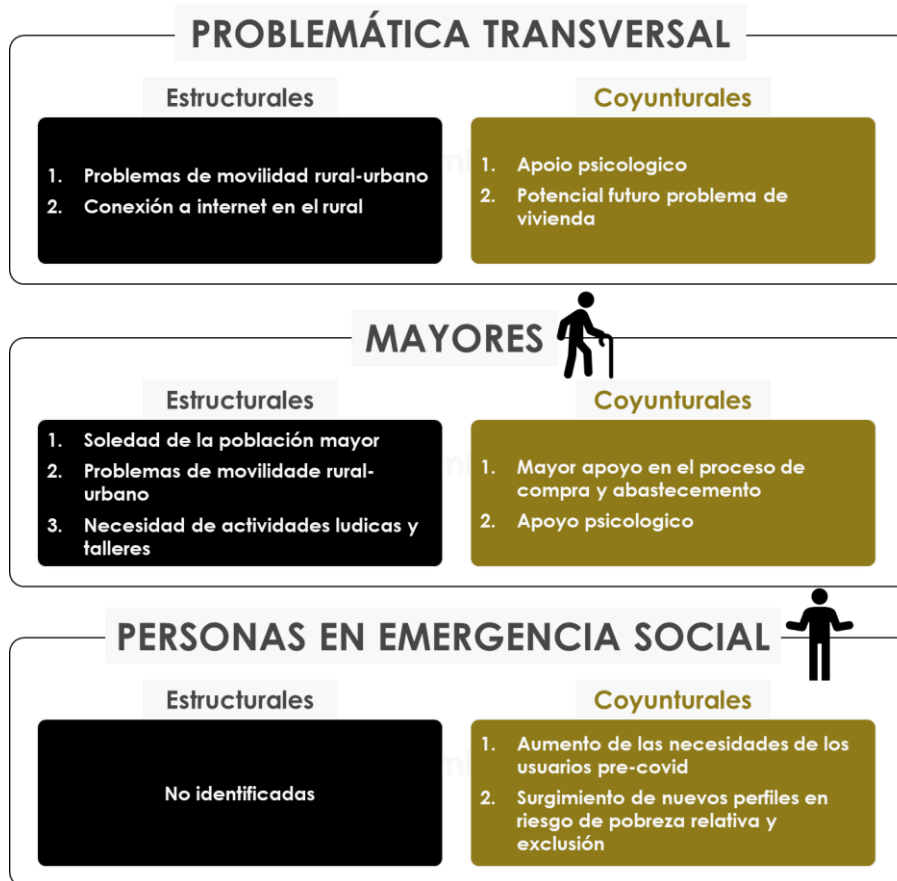 PROBLEMÁTICA TRANSVERSAL
Estructurales
1. Problemas de movilidad rural-urbano
2. Conexión a internet en el rural
Coyunturales
1. Apoio psicologico
2. Potencial futuro problema de
vivienda
MAYORES
Estructurales
1. Soledad de la población mayor
2. Problemas de movilidade rural-
urbano
3. Necesidad de actividades ludicas y
talleres
Coyunturales
1. Mayor apoyo en el proceso de
compra y abastecemento
2. Apoyo psicologico
PERSONAS EN EMERGENCIA SOCIAL
Estructurales
No identificadas
Coyunturales
1. Aumento de las necesidades de los
usuarios pre-covid
2. Surgimiento de nuevos perfiles en
riesgo de pobreza relativa y
exclusión